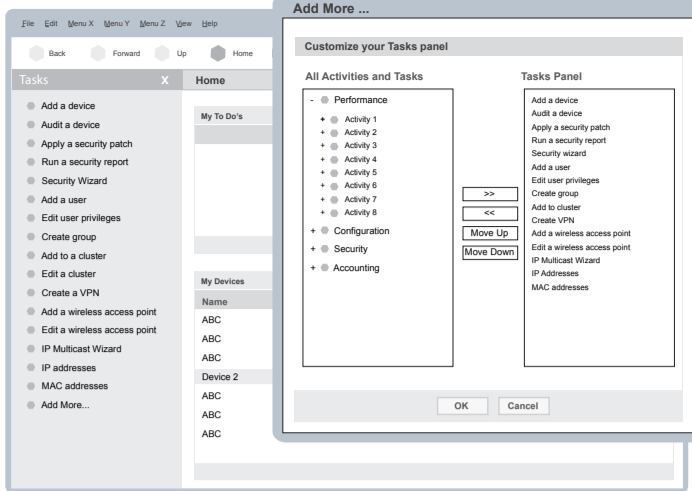 File Edit Menu X Menu Y Menu Z View Help
Back Forward Up Home
Tasks X
Add a device
Audit a device
Apply a security patch
Run a security report
Security Wizard
Add a user
Edit user privileges
Create group
Add to a cluster
Edit a cluster
Create a VPN
Add a wireless access point
Edit a wireless access point
IP Multicast Wizard
IP addresses
MAC addresses
Add More...
Home
My To Do's
My Devices
Name
ABC
ABC
ABC
Device 2
ABC
ABC
ABC
Add More ...
Customize your Tasks panel
All Activities and Tasks
- Performance
+ Activity 1
+ Activity 2
+ Activity 3
+ Activity 4
+ Activity 5
+ Activity 6
+ Activity 7
+ Activity 8
+ Configuration
+ Security
+ Accounting
>>
<<
Move Up
Move Down
Tasks Panel
Add a device
Audit a device
Apply a security patch
Run a security report
Security wizard
Add a user
Edit user privileges
Create group
Add to cluster
Create VPN
Add a wireless access point
Edit a wireless access point
IP Multicast Wizard
IP Addresses
MAC addresses
OK Cancel